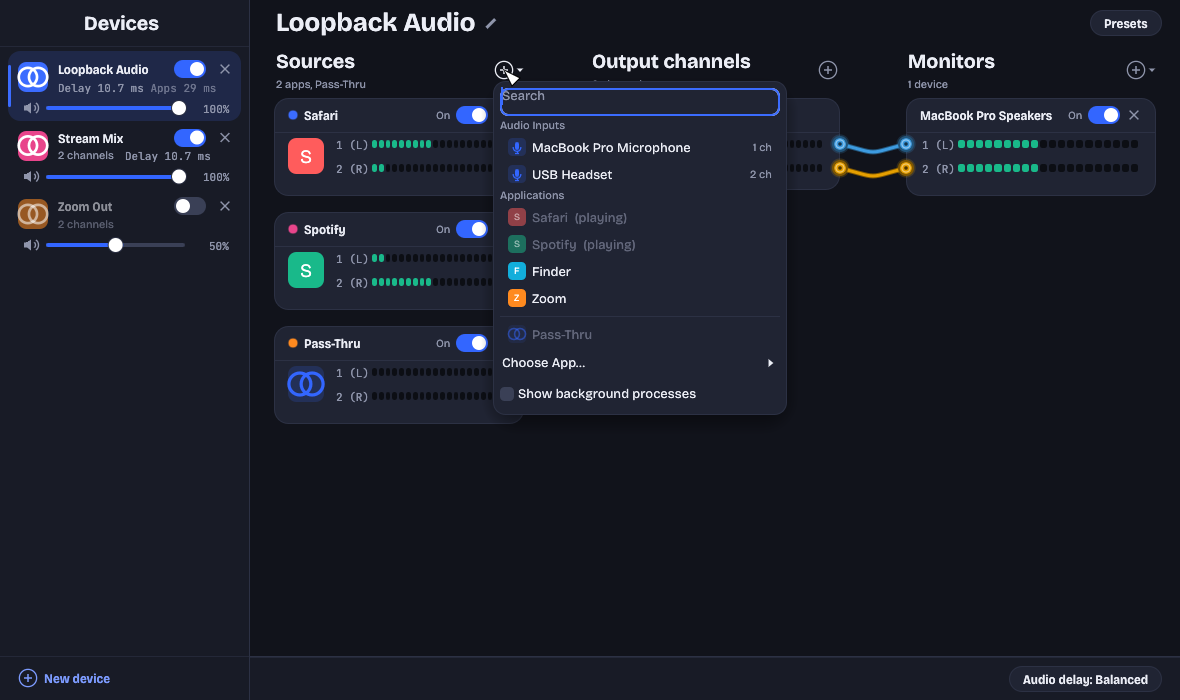 Devices
Loopback Audio
Delay 10.7 ms Apps 29 ms
100%
Stream Mix
2 channels Delay 10.7 ms
100%
Zoom Out
2 channels
50%
New device
Loopback Audio
Presets
Sources
2 apps, Pass-Thru
Safari On
S
1 (L)
2 (R)
Spotify On
S
1 (L)
2 (R)
Pass-Thru On
1 (L)
2 (R)
Search
Audio Inputs
MacBook Pro Microphone 1 ch
USB Headset 2 ch
Applications
S Safari (playing)
S Spotify (playing)
F Finder
Z Zoom
Pass-Thru
Choose App...
Show background processes
Output channels
Monitors
1 device
MacBook Pro Speakers On
1 (L)
2 (R)
Audio delay: Balanced